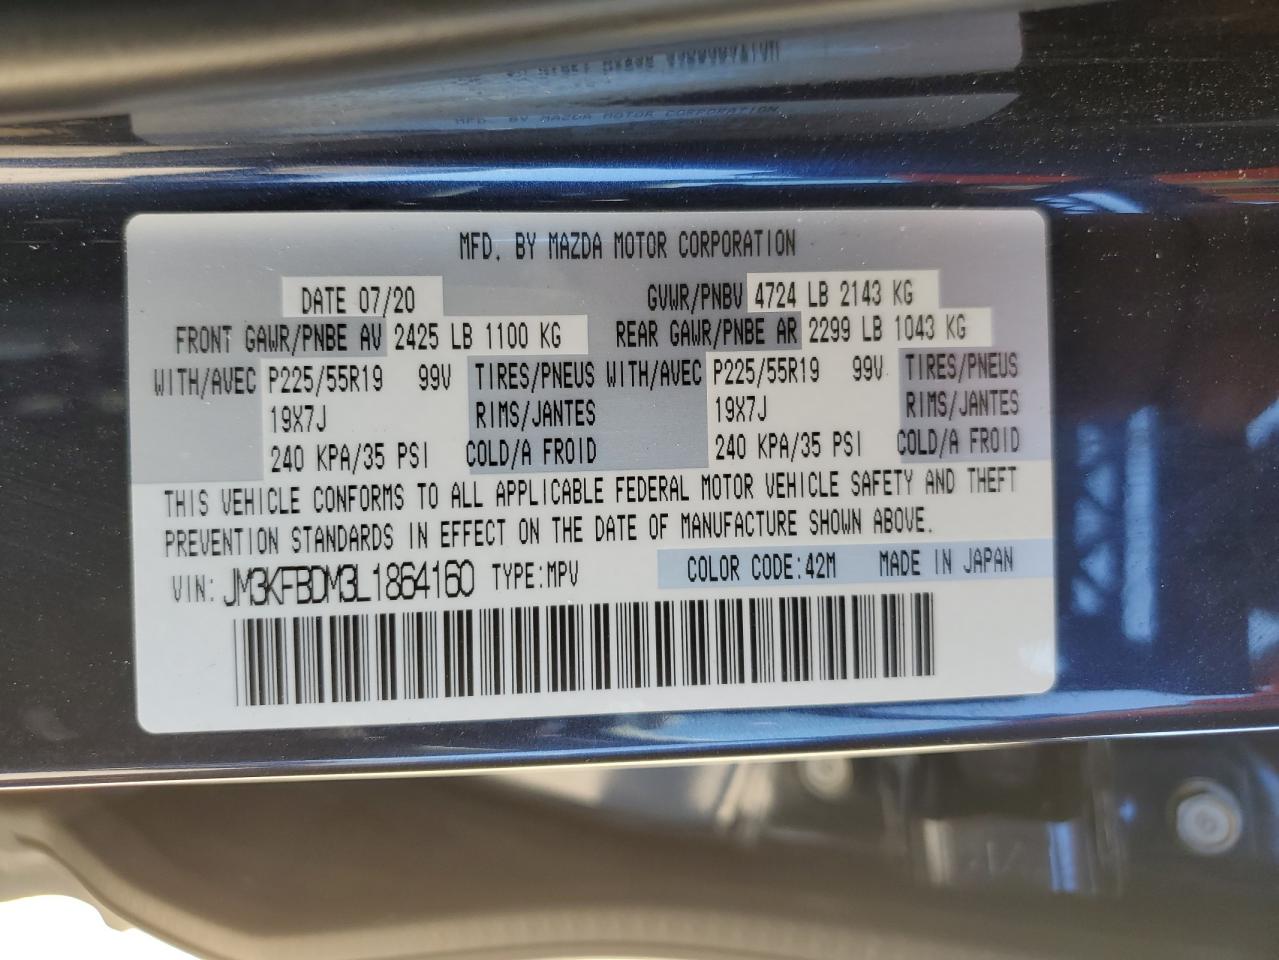 MFD. BY MAZDA MOTOR CORPORATION
MFD. BY MAZDA MOTOR CORPORATION
DATE 07/20 GVWR/PNBV 4724 LB 2143 KG
FRONT GAWR/PNBE AV 2425 LB 1100 KG REAR GAWR/PNBE AR 2299 LB 1043 KG
WITH/AVEC P225/55R19 99V TIRES/PNEUS WITH/AVEC P225/55R19 99V TIRES/PNEUS
19X7J RIMS/JANTES 19X7J RIMS/JANTES
240 KPA/35 PSI COLD/A FROID 240 KPA/35 PSI COLD/A FROID
THIS VEHICLE CONFORMS TO ALL APPLICABLE FEDERAL MOTOR VEHICLE SAFETY AND THEFT
PREVENTION STANDARDS IN EFFECT ON THE DATE OF MANUFACTURE SHOWN ABOVE.
VIN: JM3KFBDM3L1864160 TYPE:MPV COLOR CODE:42M MADE IN JAPAN